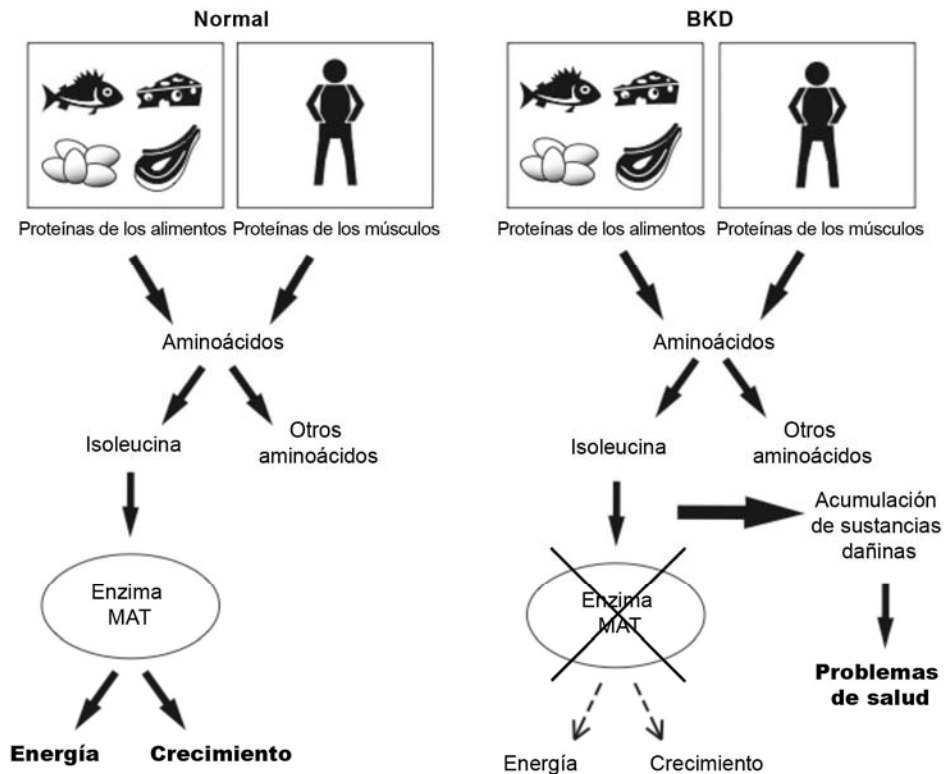 Normal
Proteínas de los alimentos
Proteínas de los músculos
Aminoácidos
Isoleucina
Otros
aminoácidos
Enzima
MAT
Energía
Crecimiento
BKD
Proteínas de los alimentos
Proteínas de los músculos
Aminoácidos
Isoleucina
Otros
aminoácidos
Acumulación
de sustancias
dañinas
Enzima
MAT
Problemas
de salud
Energía
Crecimiento